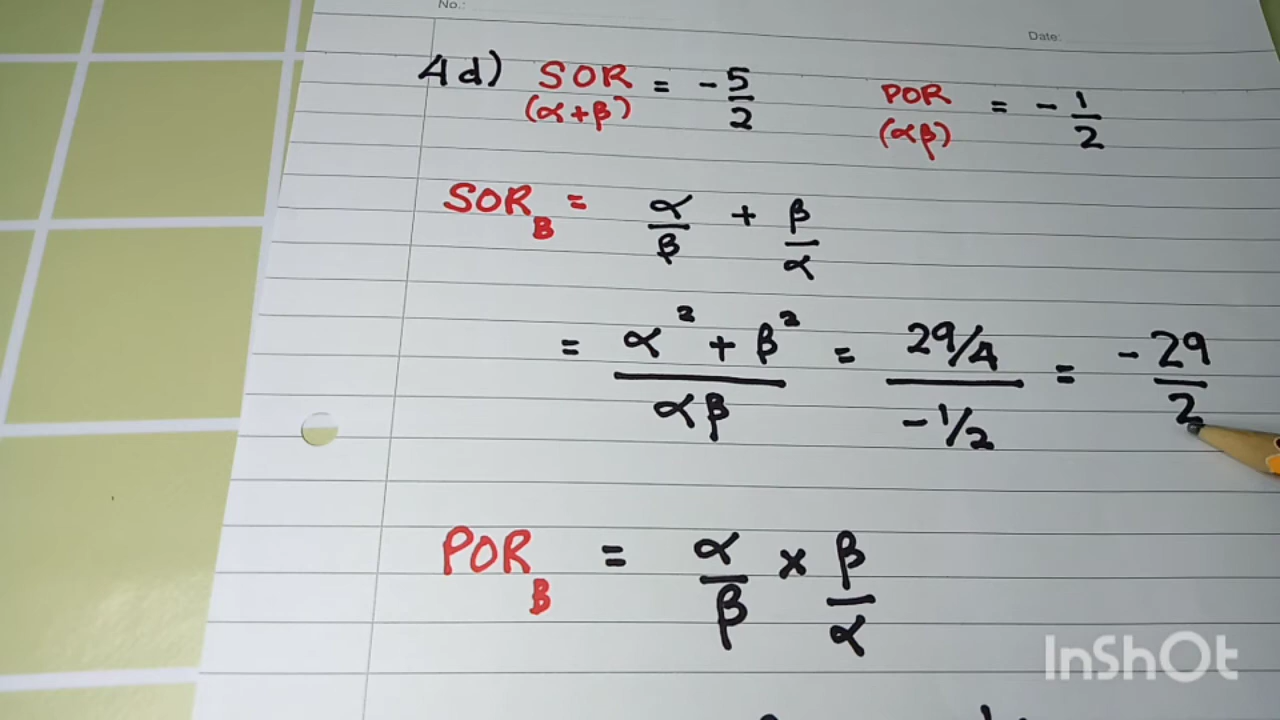 No.:
Date:
4d) SOR (α+β) = -5/2 POR (αβ) = -1/2
SOR_B = α/β + β/α
= α² + β² / αβ = 29/4 / -1/2 = -29/2
POR_B = α/β × β/α
InShOt